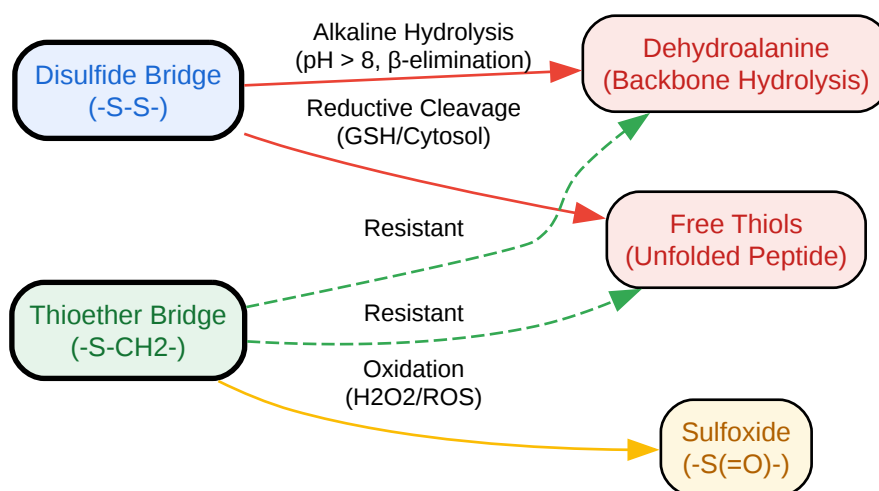 Disulfide Bridge
(-S-S-)
Alkaline Hydrolysis
(pH > 8, β-elimination)
Dehydroalanine
(Backbone Hydrolysis)
Reductive Cleavage
(GSH/Cytosol)
Free Thiols
(Unfolded Peptide)
Resistant
Thioether Bridge
(-S-CH2-)
Resistant
Oxidation
(H2O2/ROS)
Sulfoxide
(-S(=O)-)